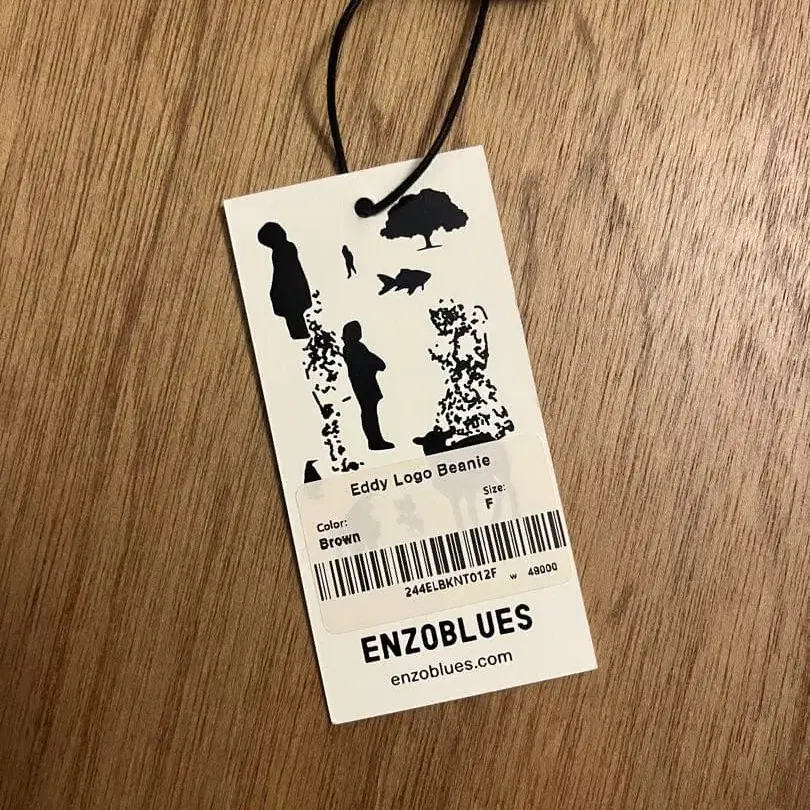 Eddy Logo Beanie
Size:
F
Color:
Brown
244ELBKNT012F w 49000
ENZOBLUES
enzoblues.com